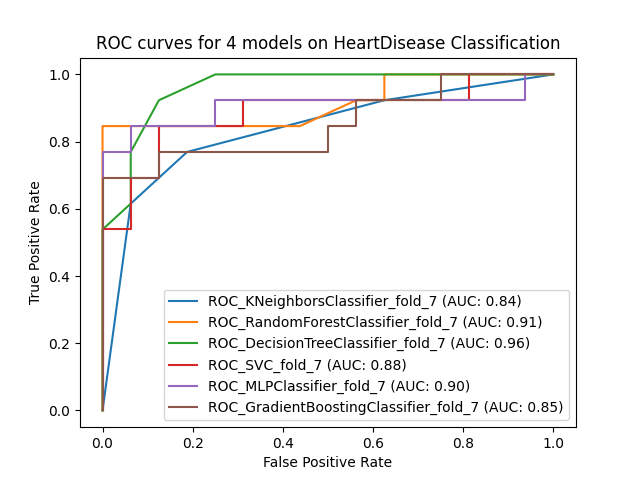 ROC curves for 4 models on HeartDisease Classification
1.0
0.8
0.6
0.4
0.2
0.0
True Positive Rate
ROC_KNeighborsClassifier_fold_7 (AUC: 0.84)
ROC_RandomForestClassifier_fold_7 (AUC: 0.91)
ROC_DecisionTreeClassifier_fold_7 (AUC: 0.96)
ROC_SVC_fold_7 (AUC: 0.88)
ROC_MLPClassifier_fold_7 (AUC: 0.90)
ROC_GradientBoostingClassifier_fold_7 (AUC: 0.85)
0.0 0.2 0.4 0.6 0.8 1.0
False Positive Rate